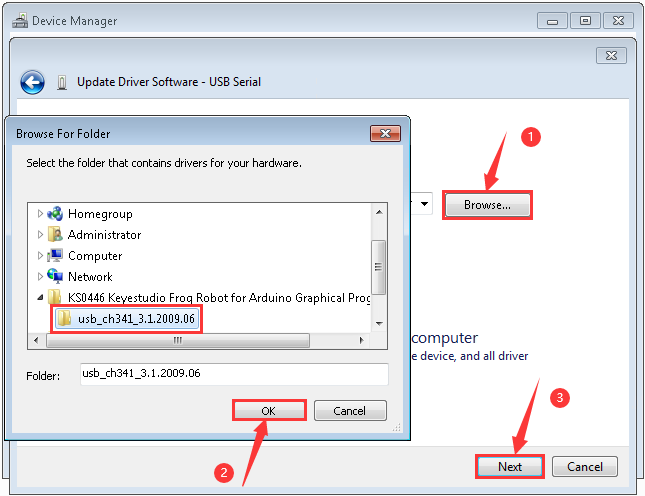 Device Manager
Update Driver Software - USB Serial
Browse For Folder
Select the folder that contains drivers for your hardware.
1
Browse...
Homegroup
Administrator
Computer
Network
KS0446 Keyestudio Frog Robot for Arduino Graphical Prog
usb_ch341_3.1.2009.06
computer
e device, and all driver
Folder:
usb_ch341_3.1.2009.06
OK
Cancel
3
2
Next
Cancel